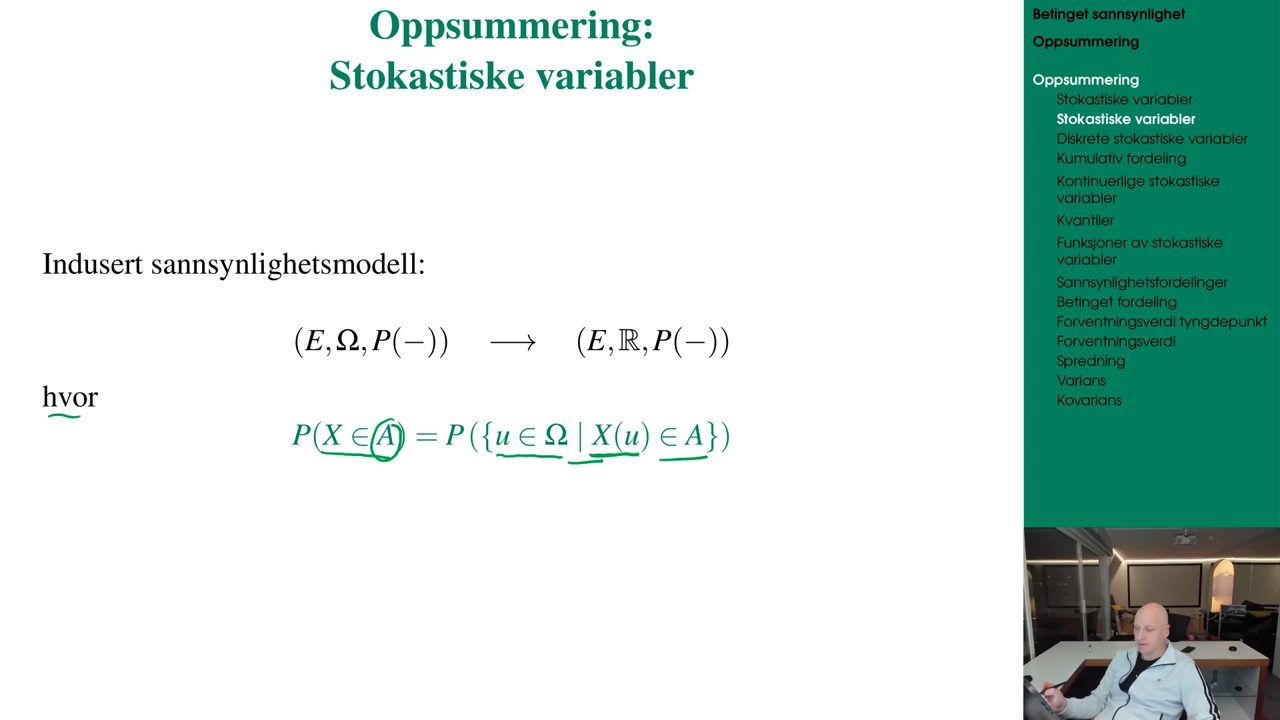 Oppsummering:
Stokastiske variabler
Indusert sannsynlighetsmodell:
(E, Ω, P(−)) ⟶ (E, ℝ, P(−))
hvor
P(X ∈ A) = P({u ∈ Ω | X(u) ∈ A})
Betinget sannsynlighet
Oppsummering
Oppsummering
Stokastiske variabler
Stokastiske variabler
Diskrete stokastiske variabler
Kumulativ fordeling
Kontinuerlige stokastiske
variabler
Kvantiler
Funksjoner av stokastiske
variabler
Sannsynlighetsfordelinger
Betinget fordeling
Forventningsverdi tyngdepunkt
Forventningsverdi
Spredning
Varians
Kovarians